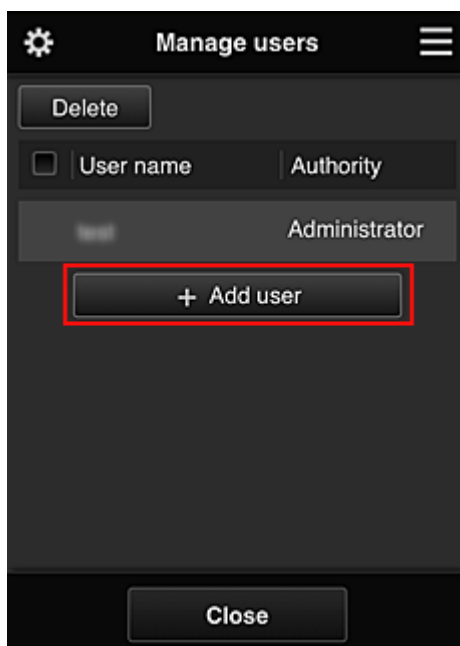 Manage users
Delete
User name Authority
Administrator
+ Add user
Close